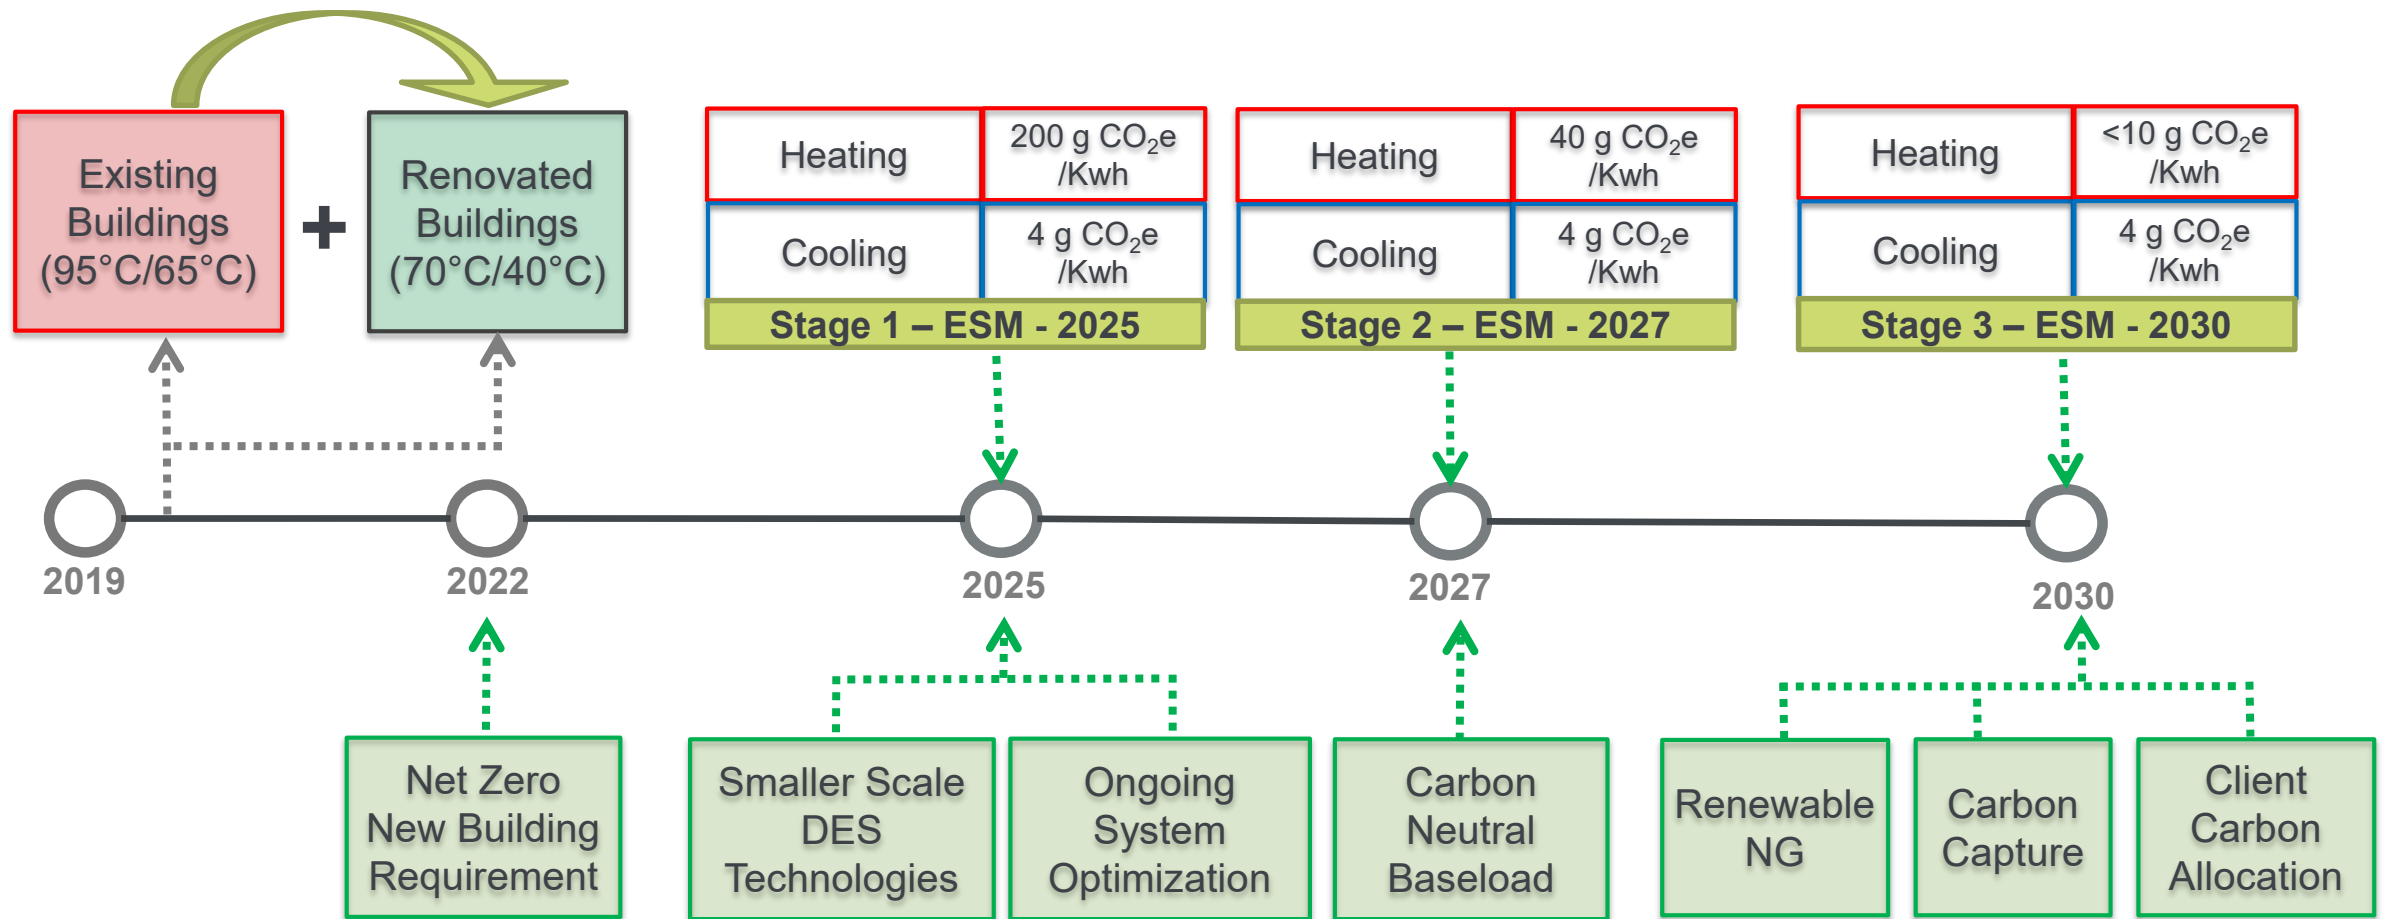 Existing
Buildings
(95°C/65°C)
+
Renovated
Buildings
(70°C/40°C)
Heating
200 g CO₂e
/Kwh
Cooling
4 g CO₂e
/Kwh
Stage 1 – ESM - 2025
Heating
40 g CO₂e
/Kwh
Cooling
4 g CO₂e
/Kwh
Stage 2 – ESM - 2027
Heating
<10 g CO₂e
/Kwh
Cooling
4 g CO₂e
/Kwh
Stage 3 – ESM - 2030
2019
2022
2025
2027
2030
Net Zero
New Building
Requirement
Smaller Scale
DES
Technologies
Ongoing
System
Optimization
Carbon
Neutral
Baseload
Renewable
NG
Carbon
Capture
Client
Carbon
Allocation